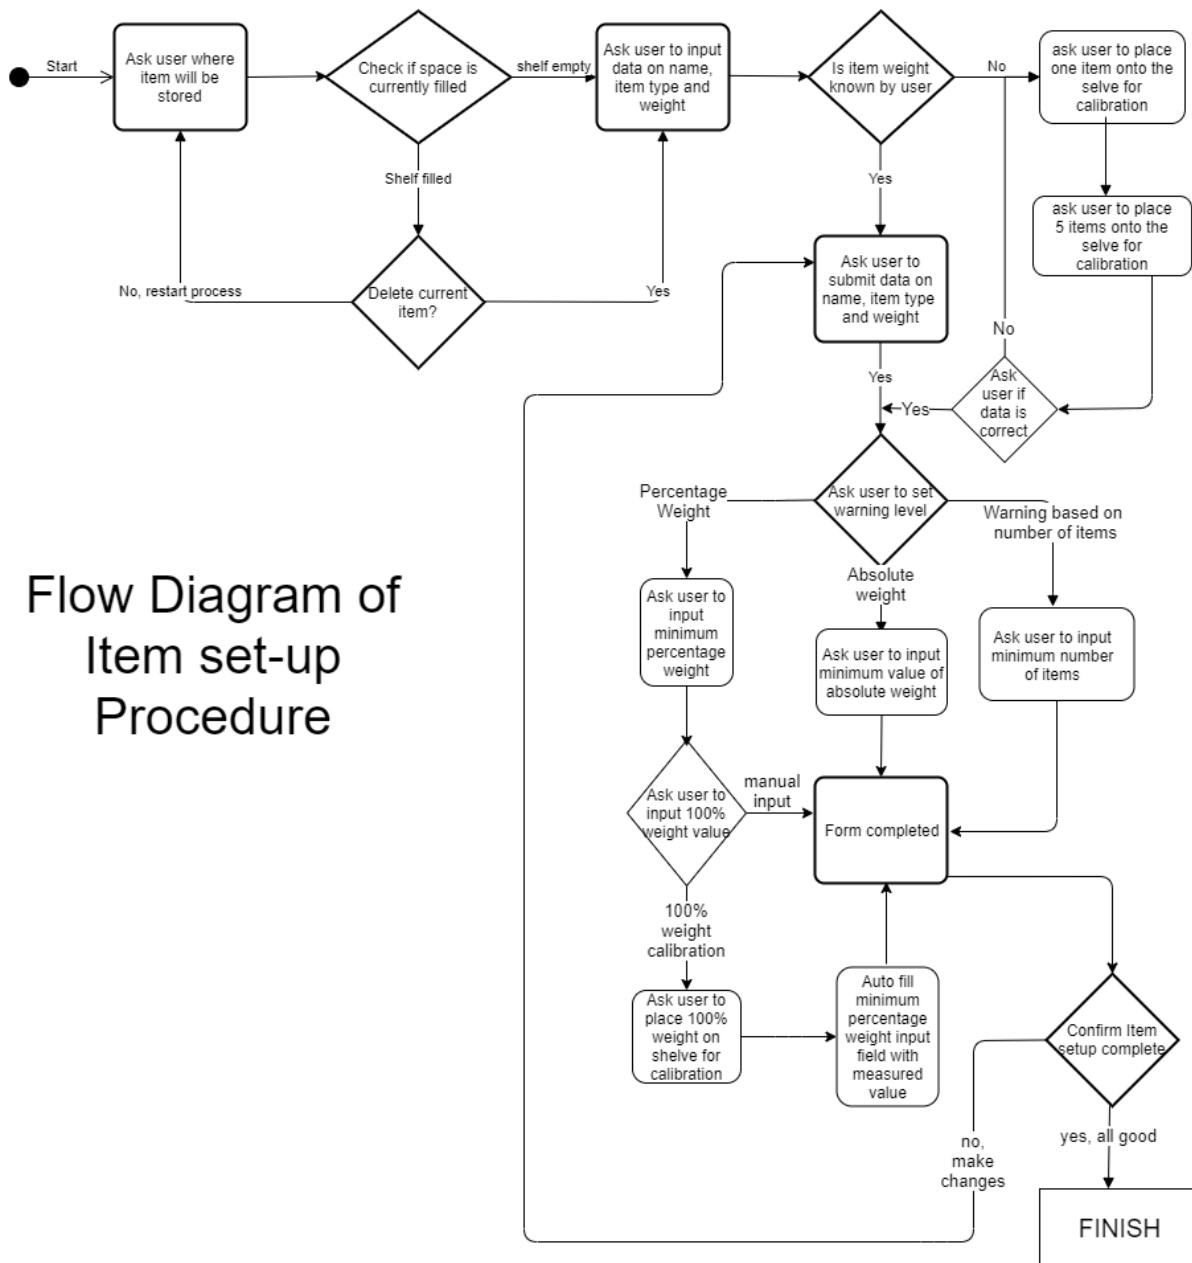 Start
Ask user where
item will be
stored
Check if space is
currently filled
shelf empty
Ask user to input
data on name,
item type and
weight
Is item weight
known by user
No
ask user to place
one item onto the
selve for
calibration
Shelf filled
Yes
ask user to place
5 items onto the
selve for
calibration
No, restart process
Delete current
item?
Yes
Ask user to
submit data on
name, item type
and weight
No
Yes
Yes
Ask
user if
data is
correct
Percentage
Weight
Ask user to set
warning level
Warning based on
number of items
Absolute
weight
Flow Diagram of
Item set-up
Procedure
Ask user to
input
minimum
percentage
weight
Ask user to input
minimum value of
absolute weight
Ask user to input
minimum number
of items
Ask user to
input 100%
weight value
manual
input
Form completed
100%
weight
calibration
Ask user to
place 100%
weight on
shelve for
calibration
Auto fill
minimum
percentage
weight input
field with
measured
value
Confirm Item
setup complete
no,
make
changes
yes, all good
FINISH